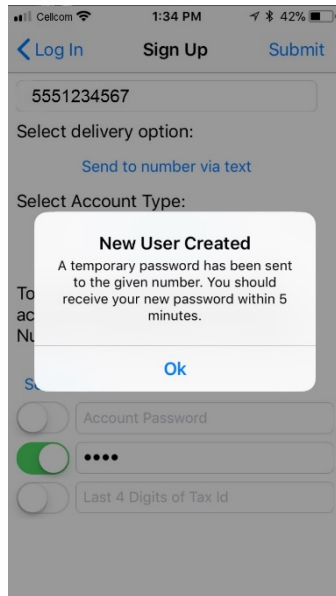 Cellcom 1:34 PM 42%
Log In Sign Up Submit
5551234567
Select delivery option:
Send to number via text
Select Account Type:
New User Created
A temporary password has been sent
to the given number. You should
receive your new password within 5
minutes.
To
ac
Ok
Account Password
••••
Last 4 Digits of Tax Id